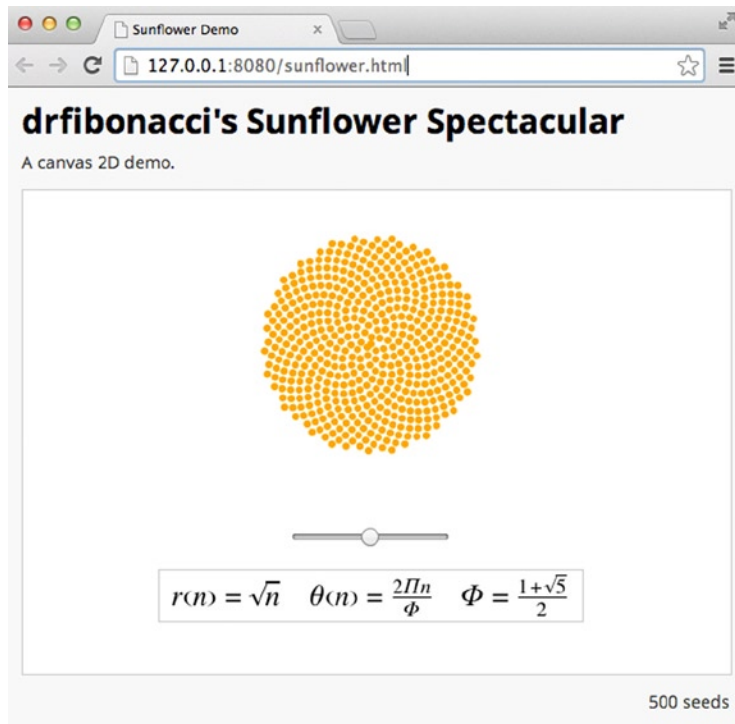 Sunflower Demo
127.0.0.1:8080/sunflower.html
drfibonacci's Sunflower Spectacular
A canvas 2D demo.
r(n) = √n θ(n) = 2Πn/Φ Φ = 1+√5/2
500 seeds